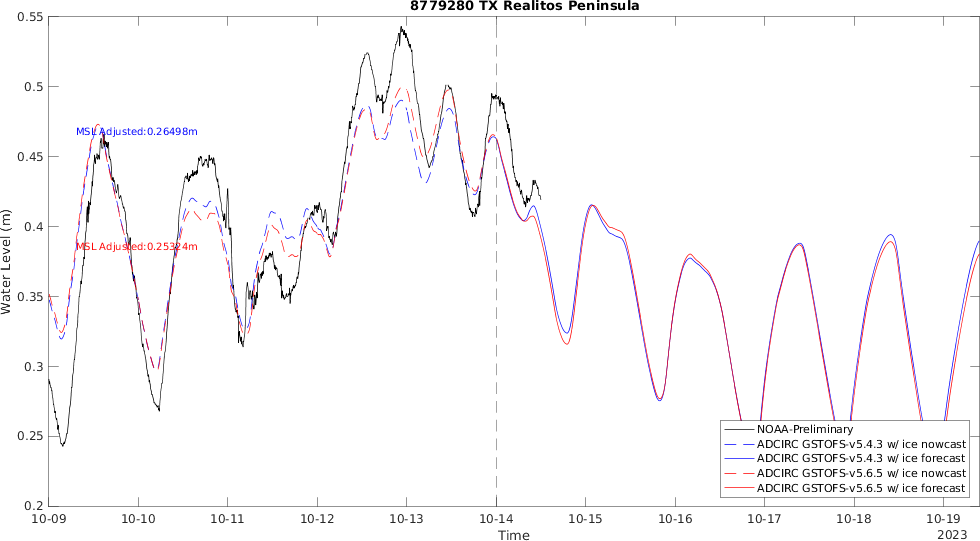 8779280 TX Realitos Peninsula
0.55
0.5
0.45
0.4
0.35
0.3
0.25
0.2
Water Level (m)
MSL Adjusted:0.26498m
MSL Adjusted:0.25324m
NOAA-Preliminary
ADCIRC GSTOFS-v5.4.3 w/ ice nowcast
ADCIRC GSTOFS-v5.4.3 w/ ice forecast
ADCIRC GSTOFS-v5.6.5 w/ ice nowcast
ADCIRC GSTOFS-v5.6.5 w/ ice forecast
10-09 10-10 10-11 10-12 10-13 10-14 10-15 10-16 10-17 10-18 10-19
Time
2023